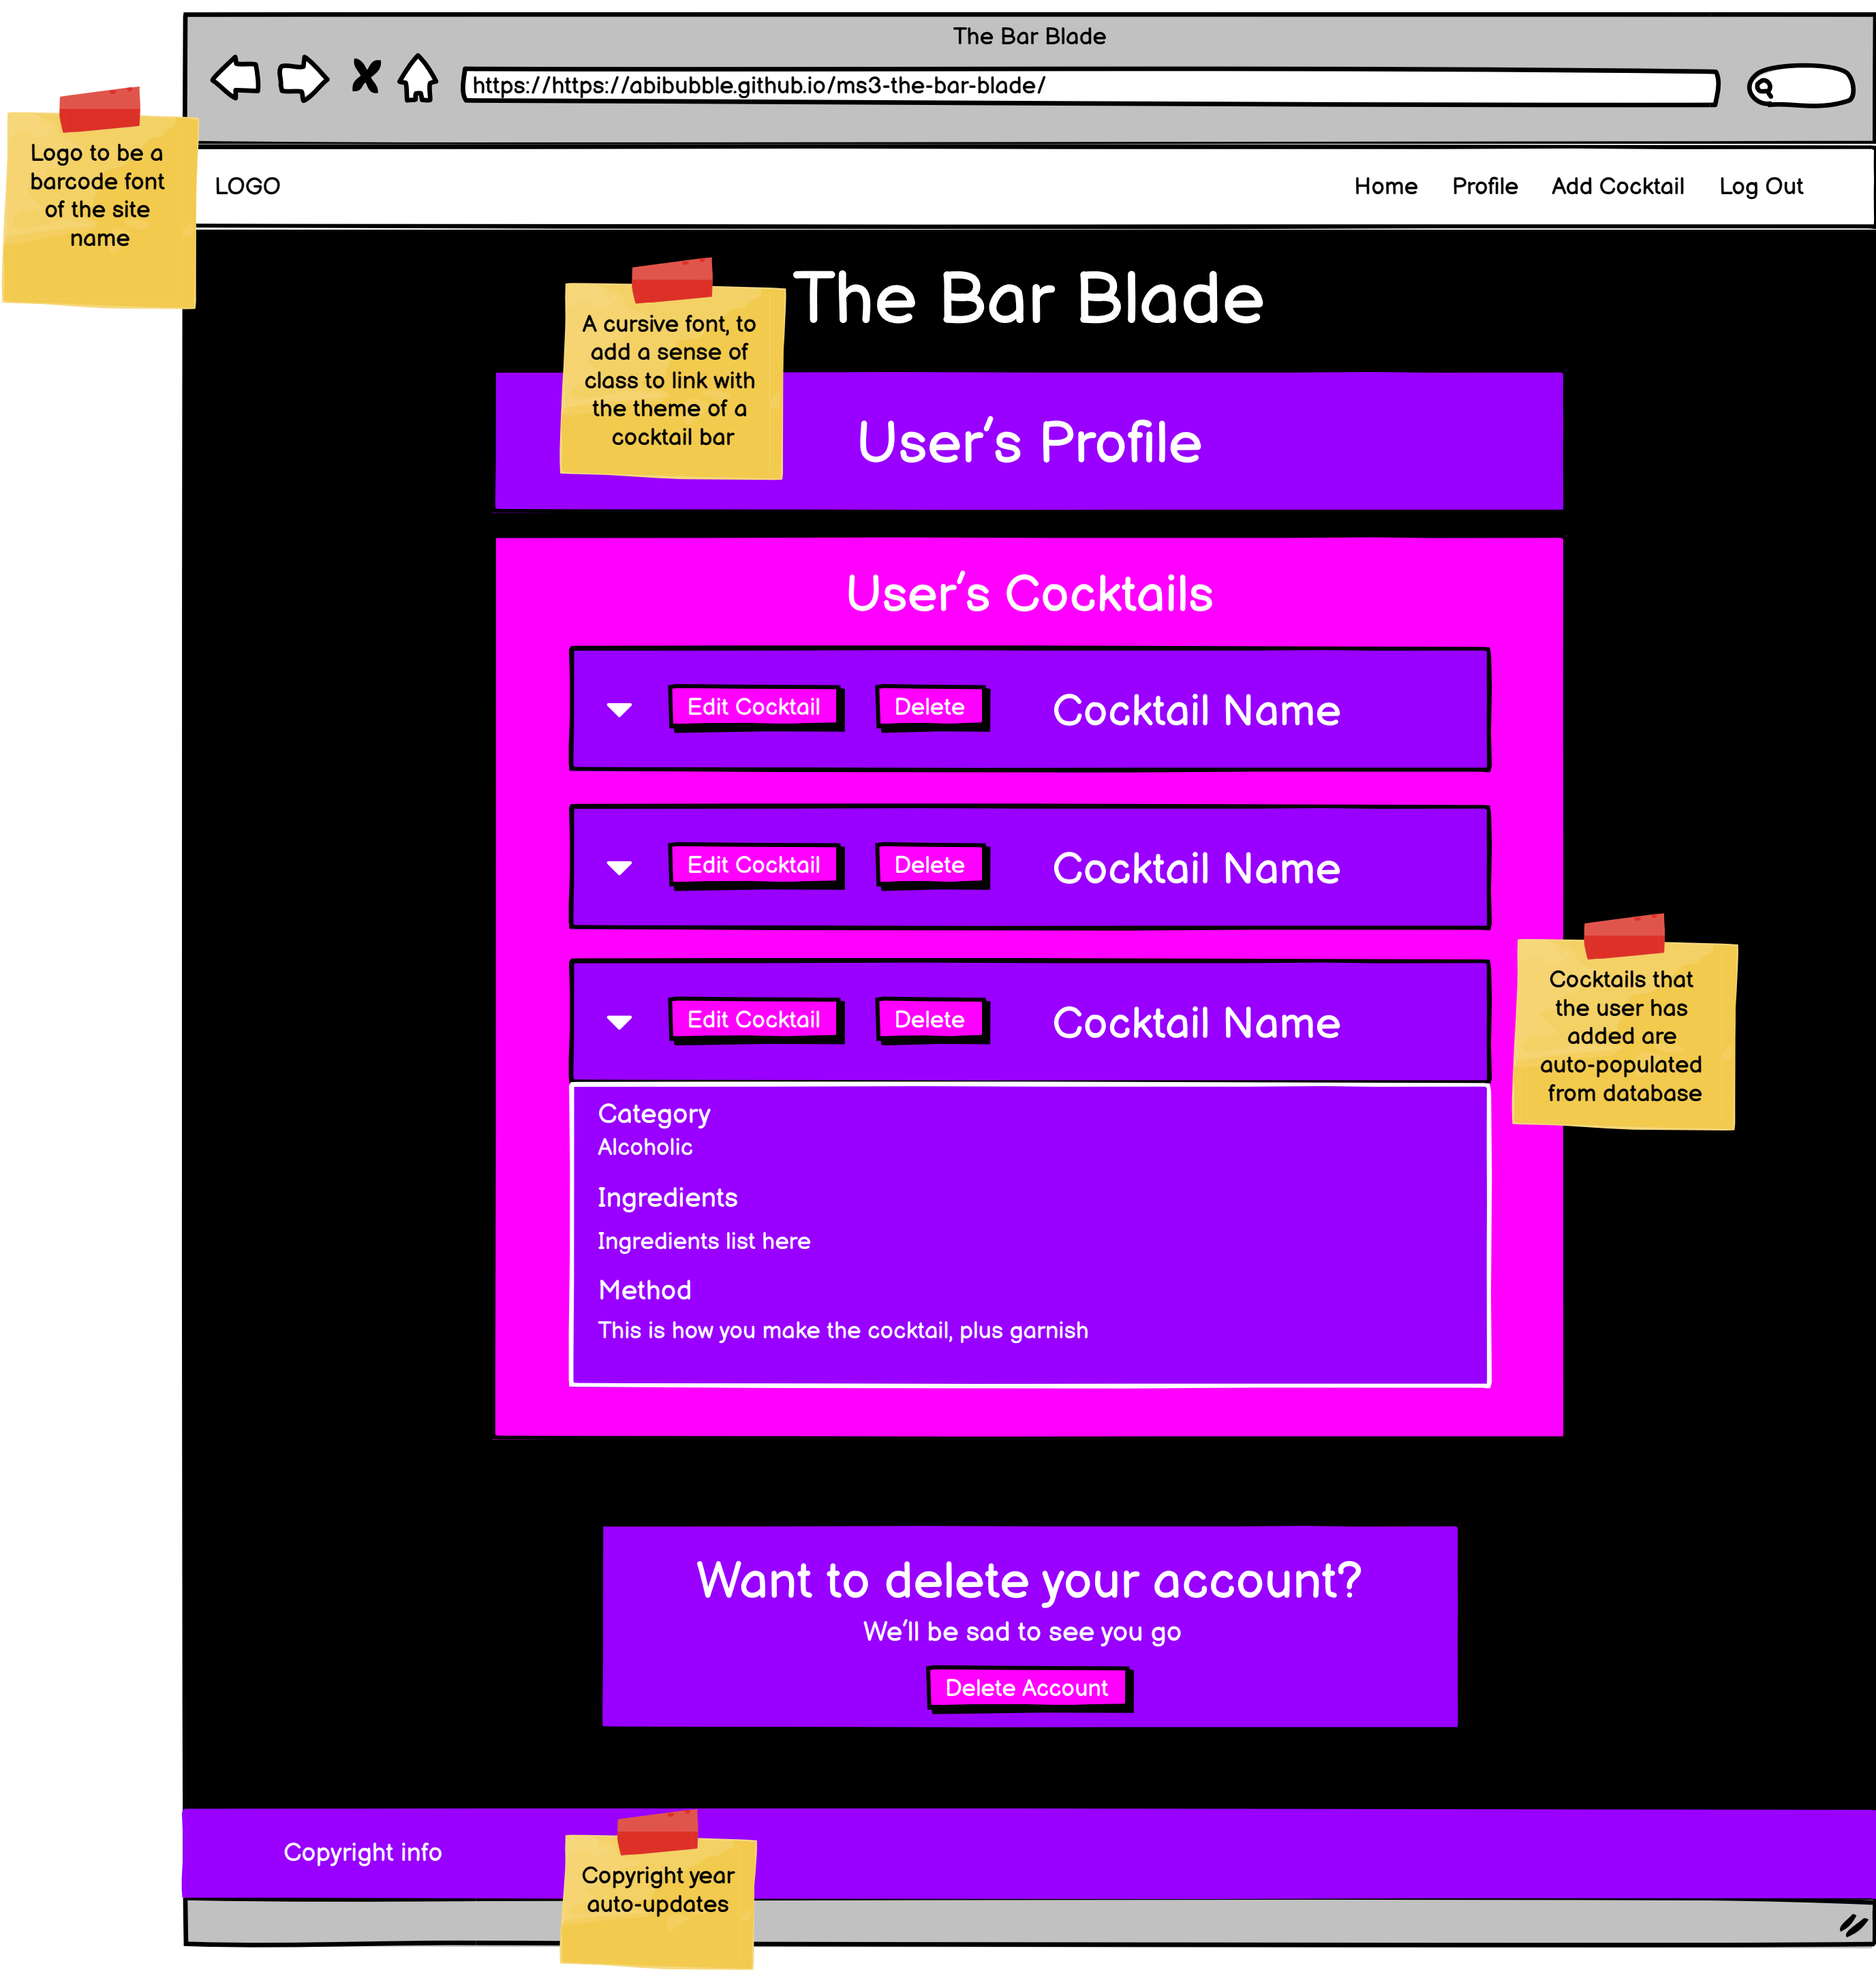 The Bar Blade
https://https://abibubble.github.io/ms3-the-bar-blade/
Logo to be a
barcode font
of the site
name
LOGO
Home Profile Add Cocktail Log Out
The Bar Blade
A cursive font, to
add a sense of
class to link with
the theme of a
cocktail bar
User's Profile
User's Cocktails
Edit Cocktail Delete Cocktail Name
Edit Cocktail Delete Cocktail Name
Edit Cocktail Delete Cocktail Name
Cocktails that
the user has
added are
auto-populated
from database
Category
Alcoholic
Ingredients
Ingredients list here
Method
This is how you make the cocktail, plus garnish
Want to delete your account?
We'll be sad to see you go
Delete Account
Copyright info
Copyright year
auto-updates